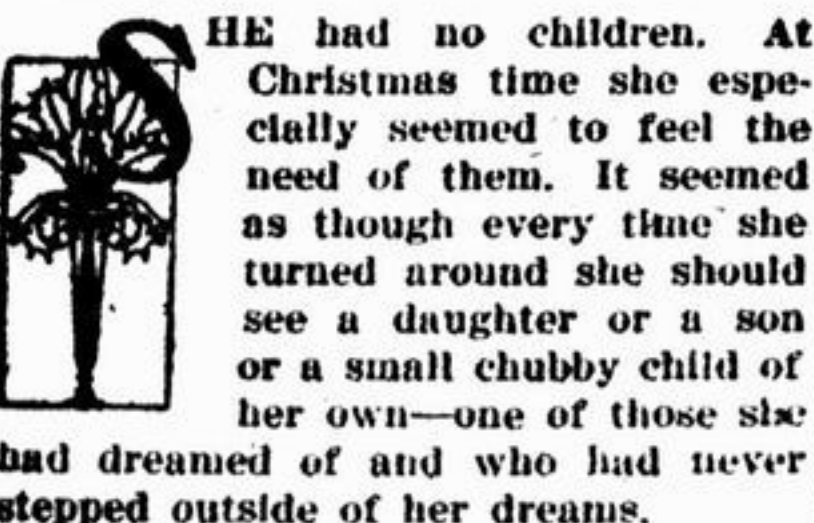 SHE had no children. At
Christmas time she espe-
cially seemed to feel the
need of them. It seemed
as though every time she
turned around she should
see a daughter or a son
or a small chubby child of
her own—one of those she
had dreamed of and who had never
stepped outside of her dreams.